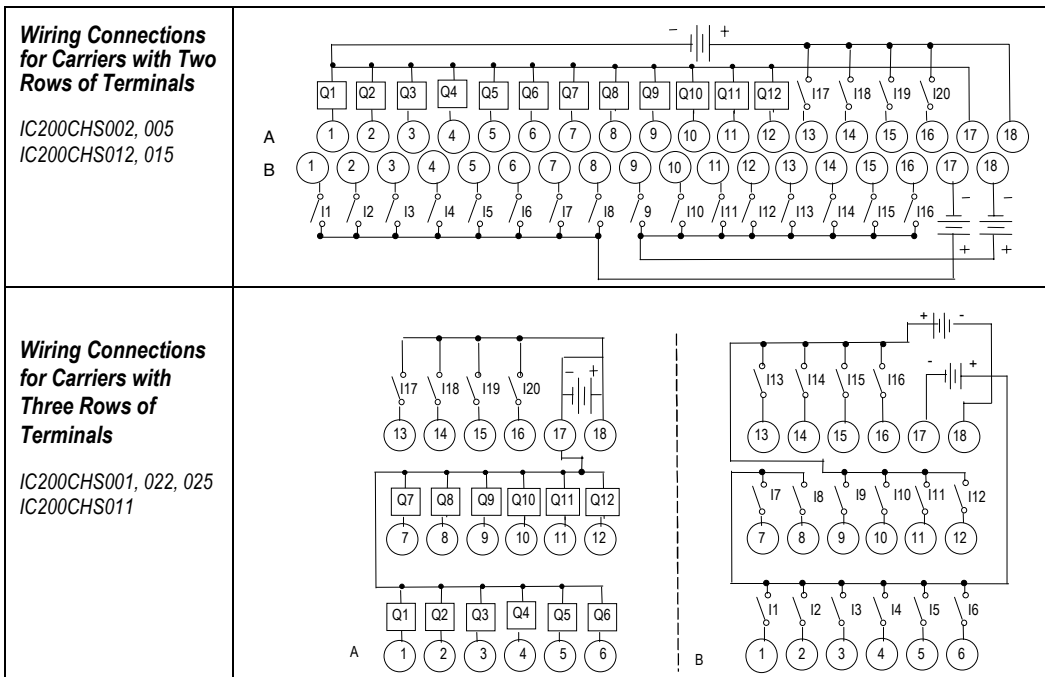 Wiring Connections
for Carriers with Two
Rows of Terminals
IC200CHS002, 005
IC200CHS012, 015
− +
Q1 Q2 Q3 Q4 Q5 Q6 Q7 Q8 Q9 Q10 Q11 Q12 I17 I18 I19 I20
A 1 2 3 4 5 6 7 8 9 10 11 12 13 14 15 16 17 18
B 1 2 3 4 5 6 7 8 9 10 11 12 13 14 15 16 17 18
I1 I2 I3 I4 I5 I6 I7 I8 9 I10 I11 I12 I13 I14 I15 I16
− −
+ +
Wiring Connections
for Carriers with
Three Rows of
Terminals
IC200CHS001, 022, 025
IC200CHS011
− +
I17 I18 I19 I20
13 14 15 16 17 18
Q7 Q8 Q9 Q10 Q11 Q12
7 8 9 10 11 12
Q1 Q2 Q3 Q4 Q5 Q6
A 1 2 3 4 5 6
+ -
- +
I13 I14 I15 I16
13 14 15 16 17 18
I7 I8 I9 I10 I11 I12
7 8 9 10 11 12
I1 I2 I3 I4 I5 I6
B 1 2 3 4 5 6